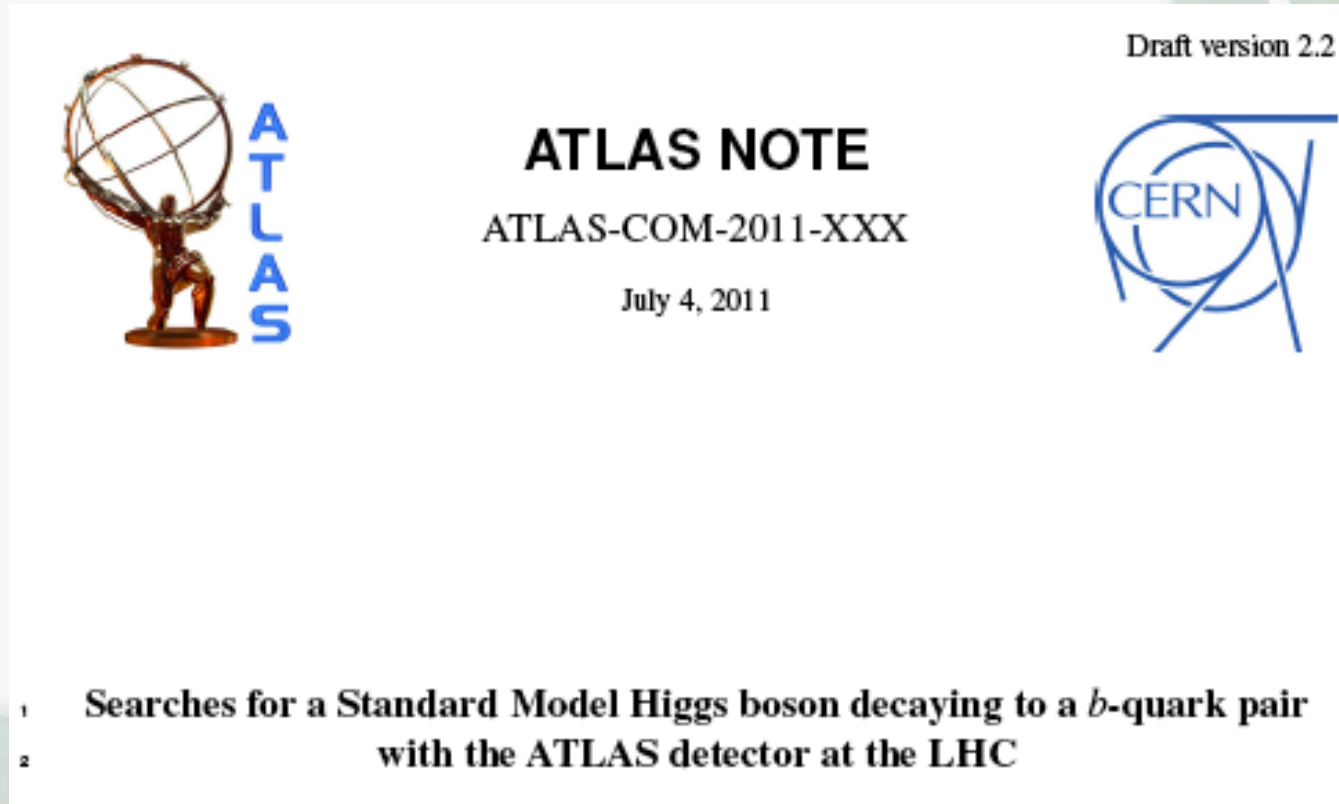 Draft version 2.2
ATLAS
ATLAS NOTE
ATLAS-COM-2011-XXX
July 4, 2011
CERN
1 Searches for a Standard Model Higgs boson decaying to a b-quark pair
2 with the ATLAS detector at the LHC